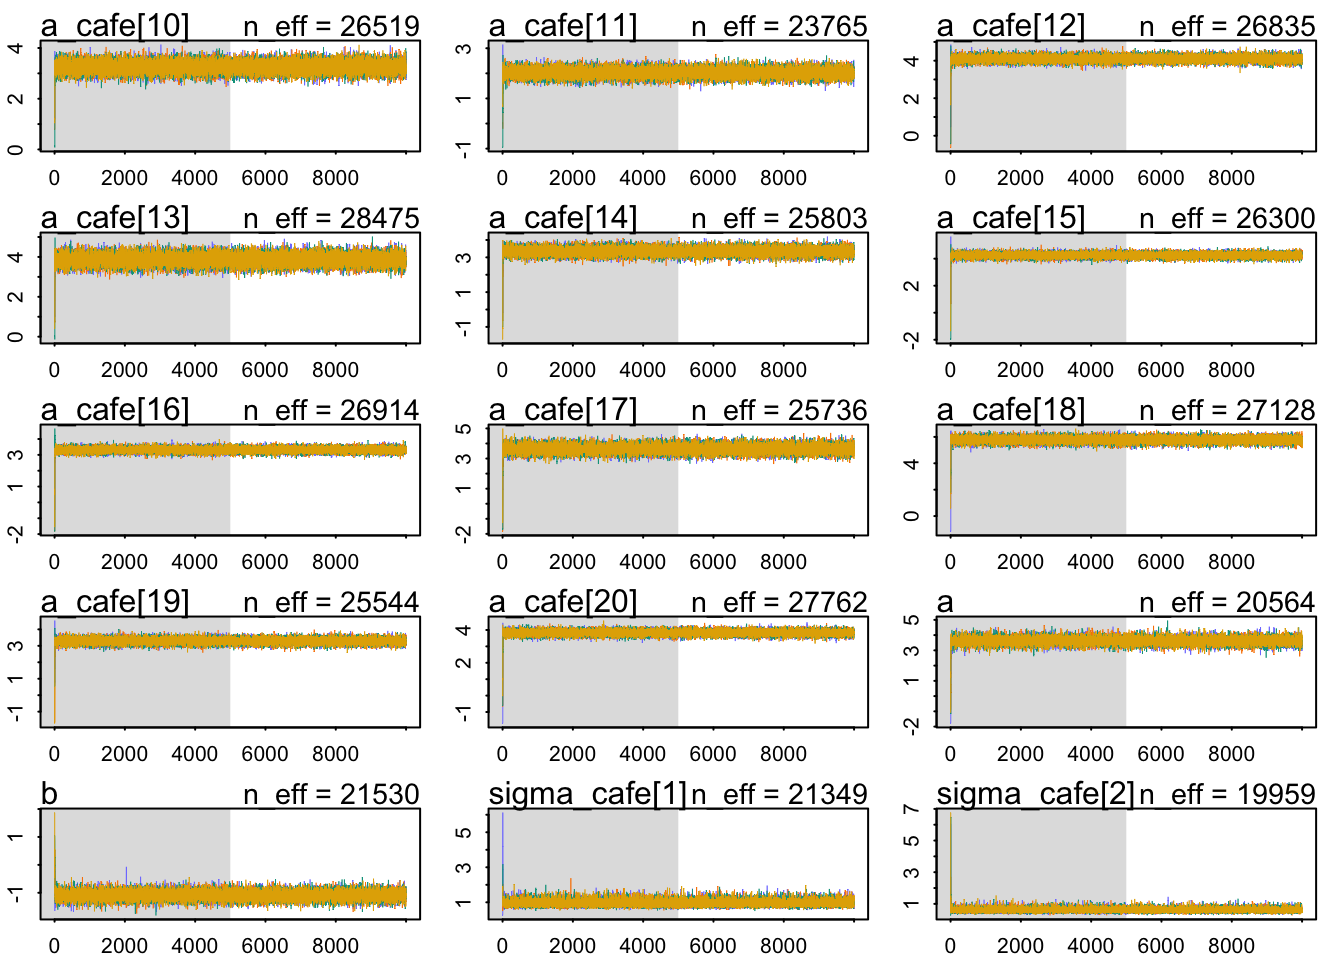 a_cafe[10] n_eff = 26519
4
2
0
0 2000 4000 6000 8000
a_cafe[11] n_eff = 23765
3
1
-1
0 2000 4000 6000 8000
a_cafe[12] n_eff = 26835
4
2
0
0 2000 4000 6000 8000
a_cafe[13] n_eff = 28475
4
2
0
0 2000 4000 6000 8000
a_cafe[14] n_eff = 25803
3
1
-1
0 2000 4000 6000 8000
a_cafe[15] n_eff = 26300
2
-2
0 2000 4000 6000 8000
a_cafe[16] n_eff = 26914
3
1
-2
0 2000 4000 6000 8000
a_cafe[17] n_eff = 25736
5
3
1
-2
0 2000 4000 6000 8000
a_cafe[18] n_eff = 27128
4
0
0 2000 4000 6000 8000
a_cafe[19] n_eff = 25544
3
1
-1
0 2000 4000 6000 8000
a_cafe[20] n_eff = 27762
4
2
-1
0 2000 4000 6000 8000
a n_eff = 20564
5
3
1
-2
0 2000 4000 6000 8000
b n_eff = 21530
1
-1
0 2000 4000 6000 8000
sigma_cafe[1] n_eff = 21349
5
3
1
0 2000 4000 6000 8000
sigma_cafe[2] n_eff = 19959
7
5
3
1
0 2000 4000 6000 8000